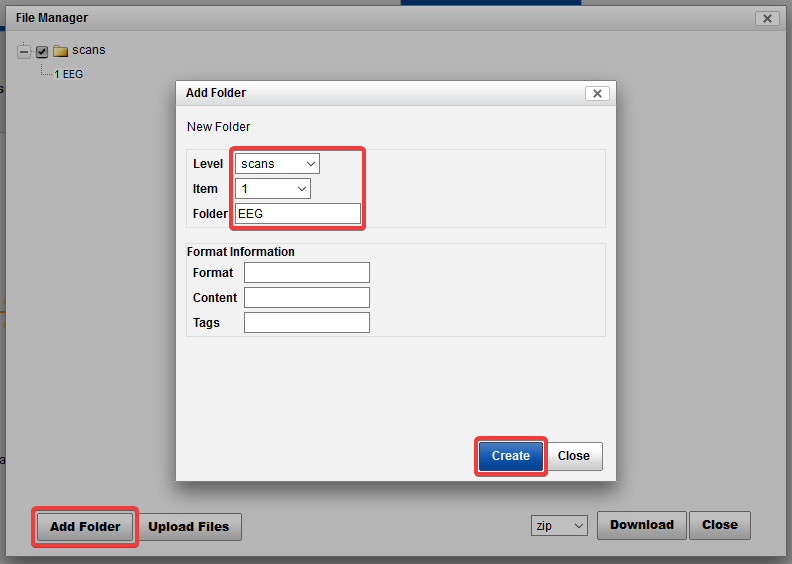 File Manager
scans
1 EEG
Add Folder
New Folder
Level scans
Item 1
Folder EEG
Format Information
Format
Content
Tags
Create Close
Add Folder Upload Files zip Download Close